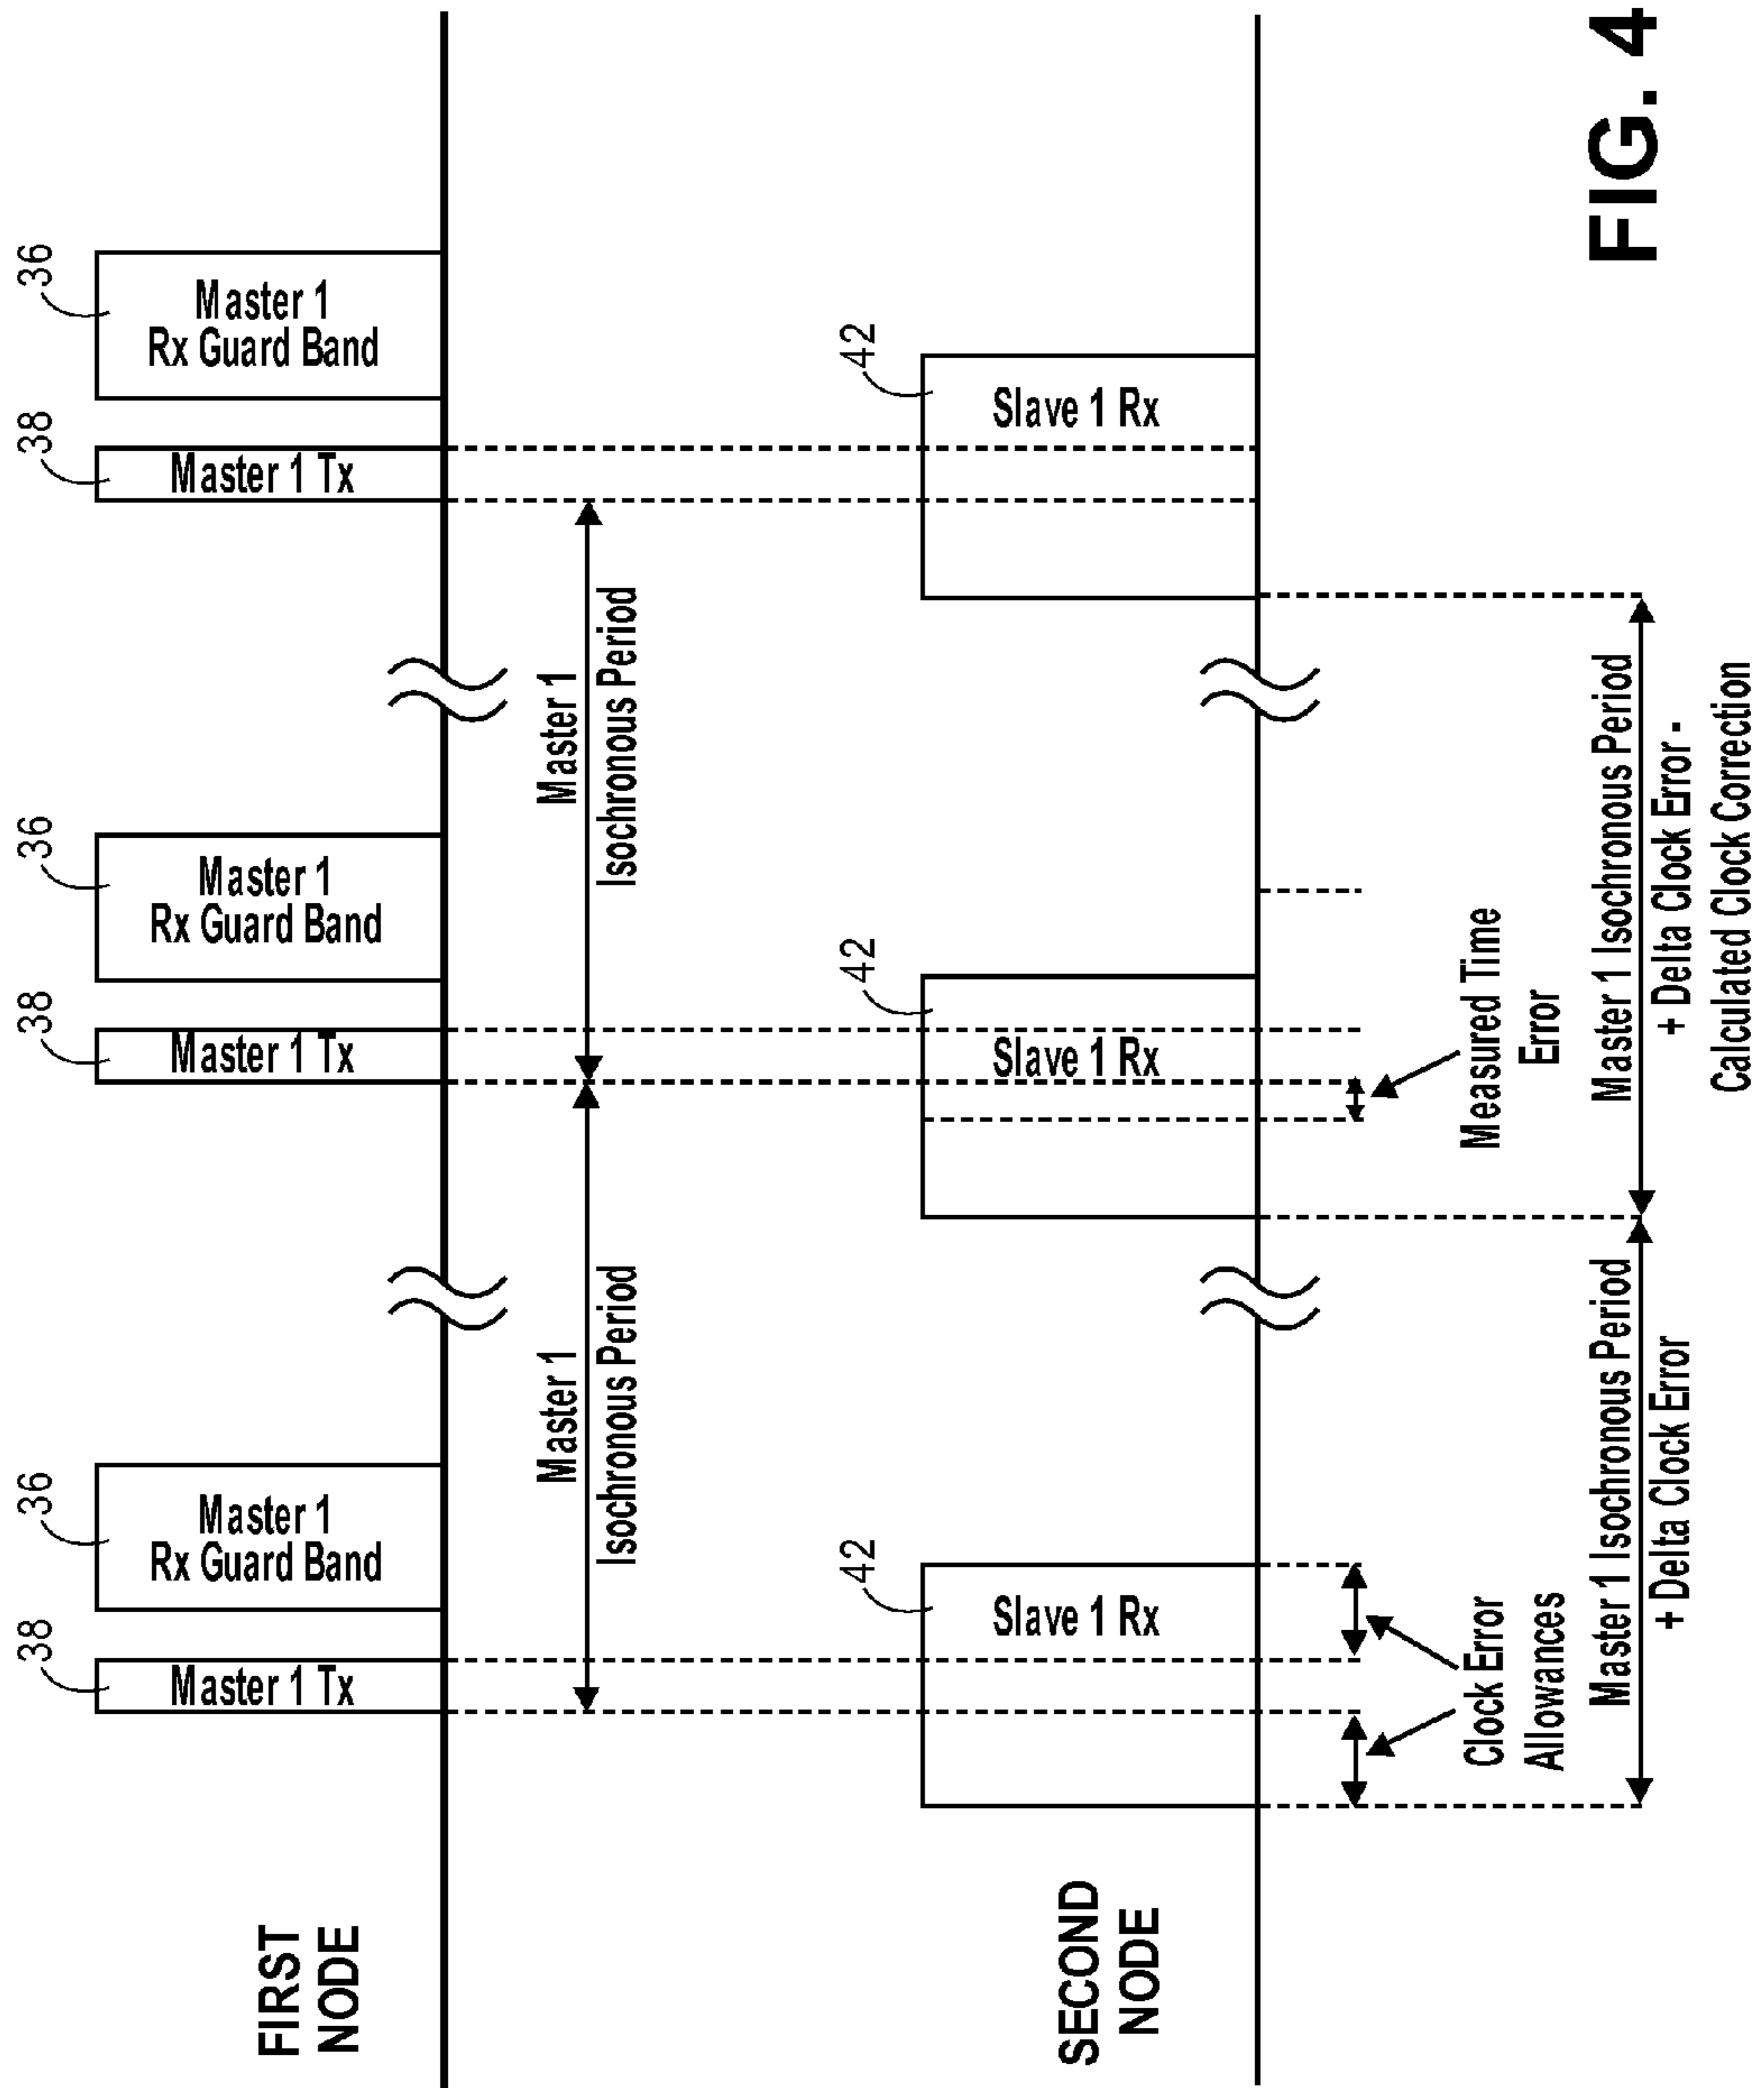 FIRST
NODE
38
Master 1 Tx
36
Master 1
Rx Guard Band
38
Master 1 Tx
36
Master 1
Rx Guard Band
38
Master 1 Tx
36
Master 1
Rx Guard Band
Master 1
Isochronous Period
Master 1
Isochronous Period
SECOND
NODE
42
Slave 1 Rx
42
Slave 1 Rx
42
Slave 1 Rx
Clock Error
Allowances
Measured Time
Error
Master 1 Isochronous Period
+ Delta Clock Error
Master 1 Isochronous Period
+ Delta Clock Error -
Calculated Clock Correction
FIG. 4